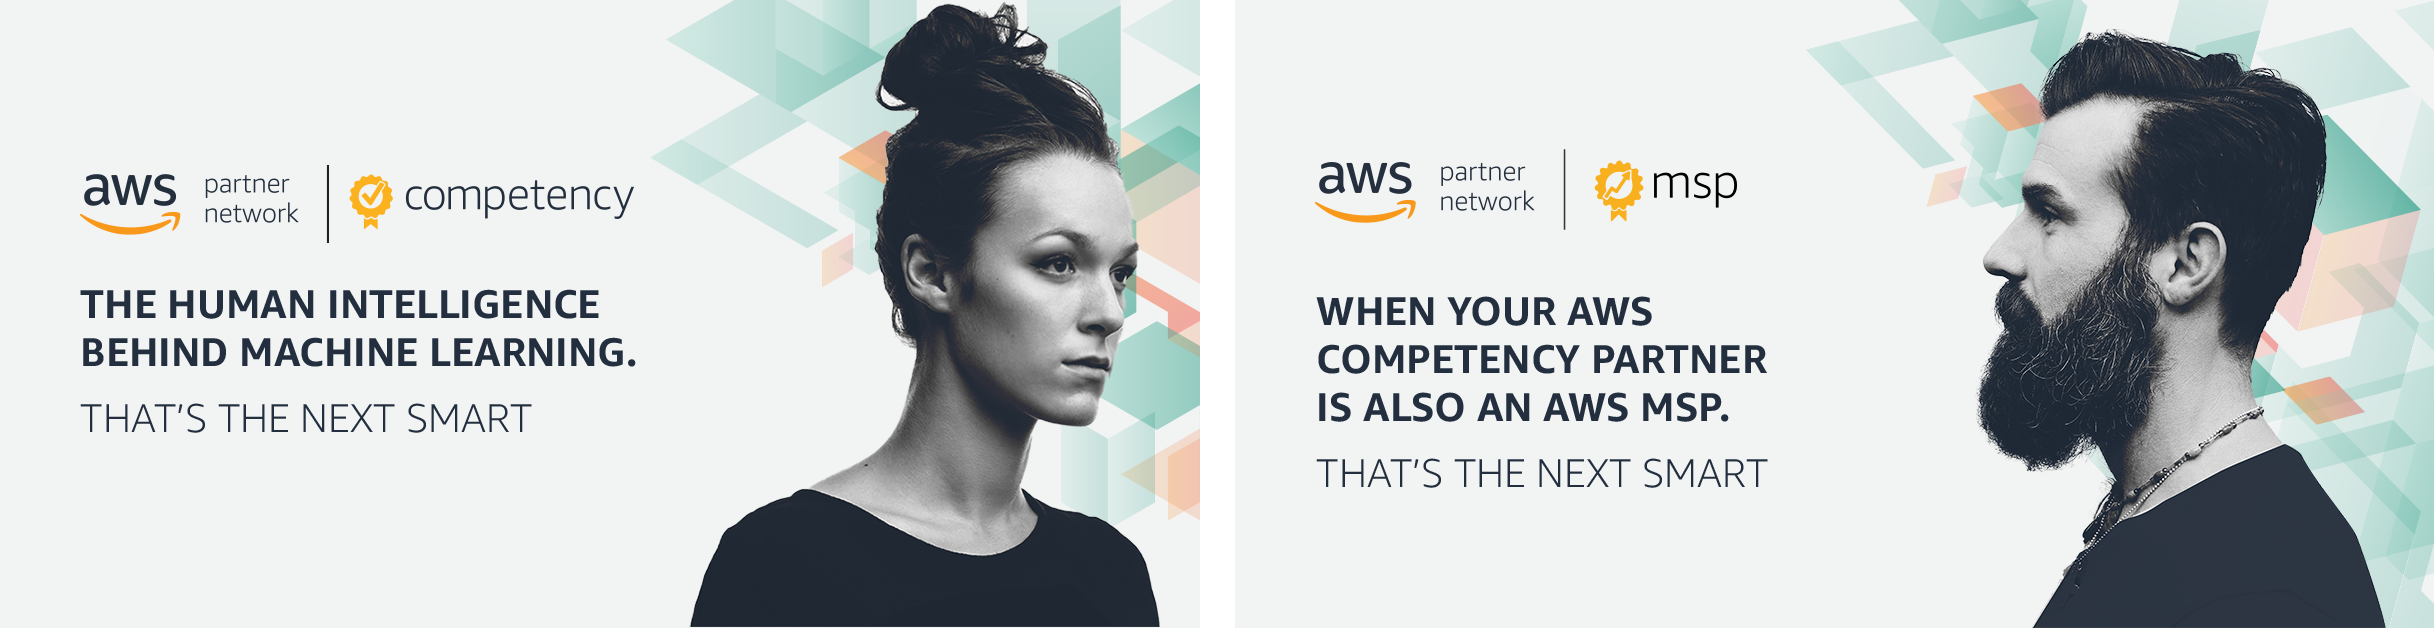 aws partner network | competency
THE HUMAN INTELLIGENCE
BEHIND MACHINE LEARNING.
THAT'S THE NEXT SMART
aws partner network | msp
WHEN YOUR AWS
COMPETENCY PARTNER
IS ALSO AN AWS MSP.
THAT'S THE NEXT SMART